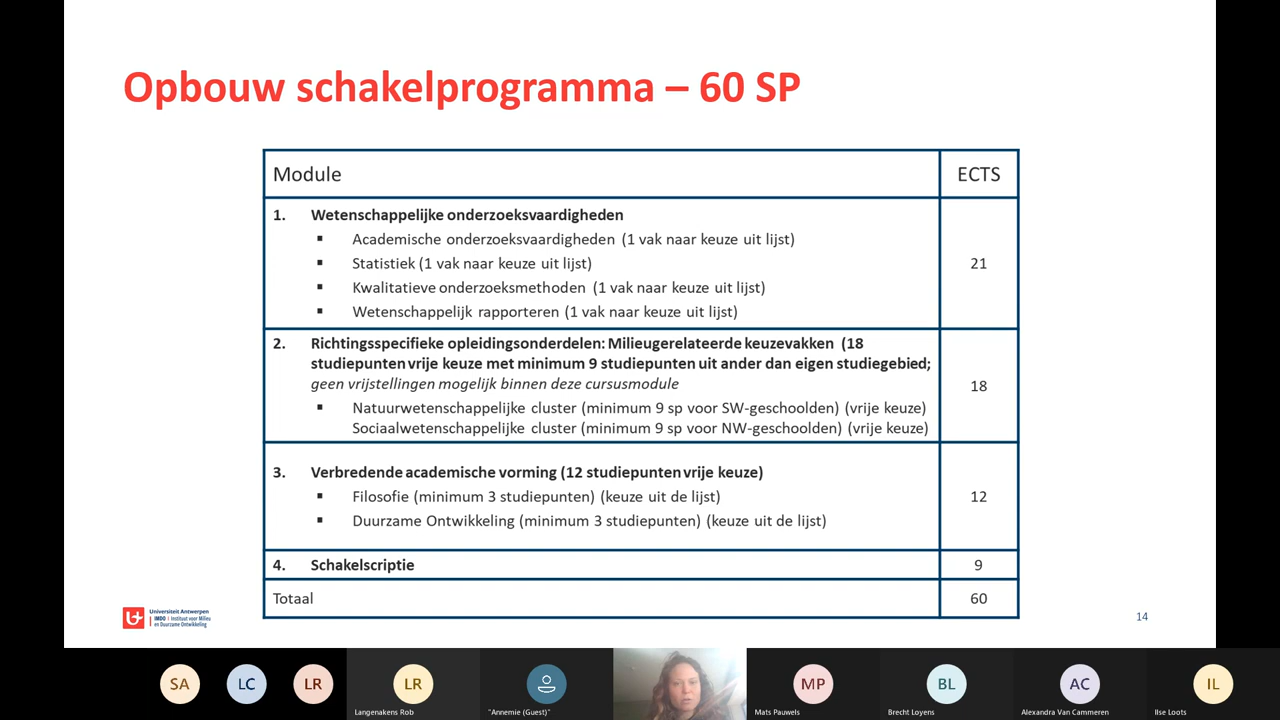 Opbouw schakelprogramma – 60 SP
Module ECTS
1. Wetenschappelijke onderzoeksvaardigheden
▪ Academische onderzoeksvaardigheden (1 vak naar keuze uit lijst)
▪ Statistiek (1 vak naar keuze uit lijst)
21
▪ Kwalitatieve onderzoeksmethoden (1 vak naar keuze uit lijst)
▪ Wetenschappelijk rapporteren (1 vak naar keuze uit lijst)
2. Richtingsspecifieke opleidingsonderdelen: Milieugerelateerde keuzevakken (18
studiepunten vrije keuze met minimum 9 studiepunten uit ander dan eigen studiegebied;
geen vrijstellingen mogelijk binnen deze cursusmodule
18
▪ Natuurwetenschappelijke cluster (minimum 9 sp voor SW-geschoolden) (vrije keuze)
Sociaalwetenschappelijke cluster (minimum 9 sp voor NW-geschoolden) (vrije keuze)
3. Verbredende academische vorming (12 studiepunten vrije keuze)
▪ Filosofie (minimum 3 studiepunten) (keuze uit de lijst)
12
▪ Duurzame Ontwikkeling (minimum 3 studiepunten) (keuze uit de lijst)
4. Schakelscriptie 9
Totaal 60
Universiteit Antwerpen
IMDO | Instituut voor Milieu
en Duurzame Ontwikkeling
14
SA LC LR LR MP BL AC IL
Langenakens Rob "Annemie (Guest)" Mats Pauwels Brecht Loyens Alexandra Van Cammeren Ilse Loots